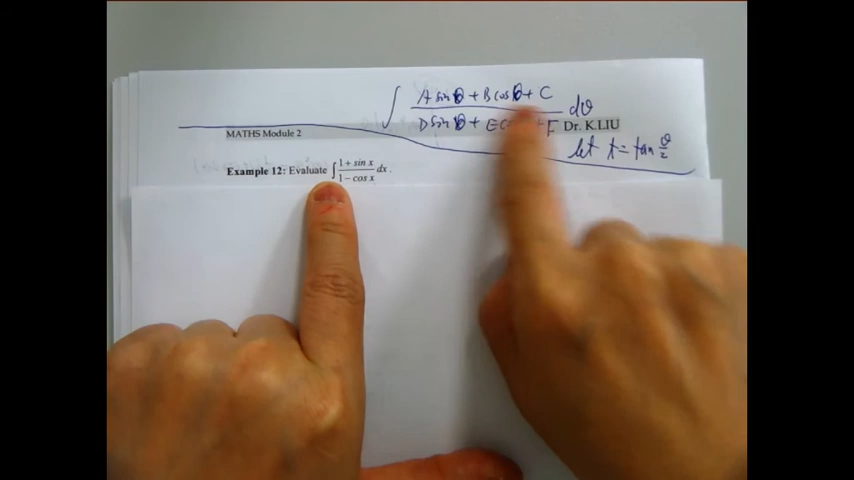 ∫ (A sin θ + B cos θ + C)/(D sin θ + E + F) dθ
MATHS Module 2 Dr. K.LIU
let t = tan θ/2
Example 12: Evaluate ∫ (1 + sin x)/(1 − cos x) dx .